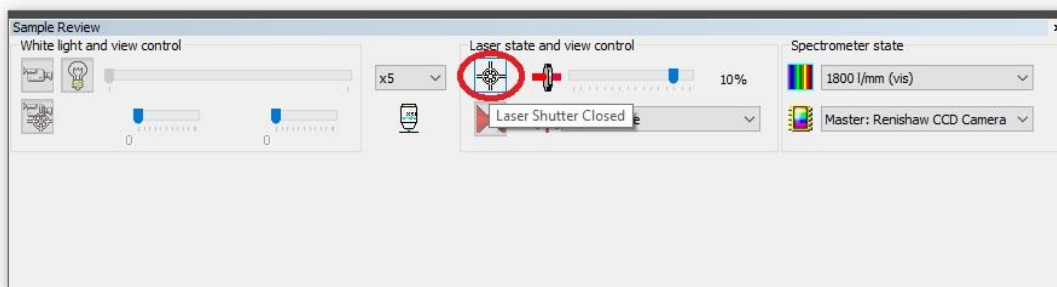 Sample Review
White light and view control
x5
0
0
Laser state and view control
10%
Laser Shutter Closed
e
Spectrometer state
1800 l/mm (vis)
Master: Renishaw CCD Camera